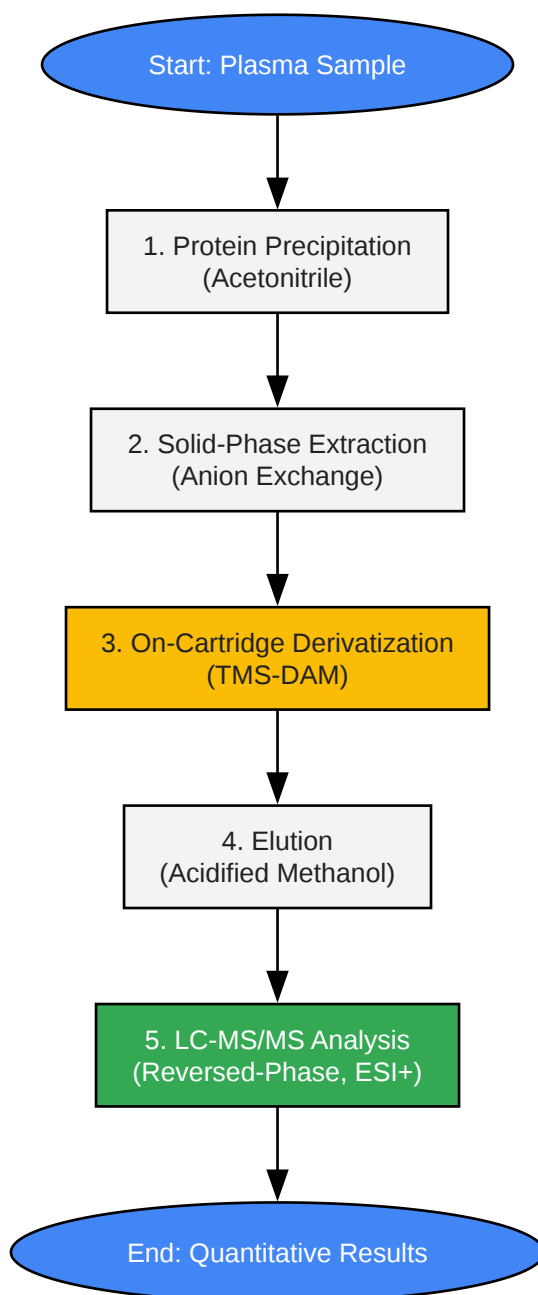 Start: Plasma Sample
1. Protein Precipitation
(Acetonitrile)
2. Solid-Phase Extraction
(Anion Exchange)
3. On-Cartridge Derivatization
(TMS-DAM)
4. Elution
(Acidified Methanol)
5. LC-MS/MS Analysis
(Reversed-Phase, ESI+)
End: Quantitative Results